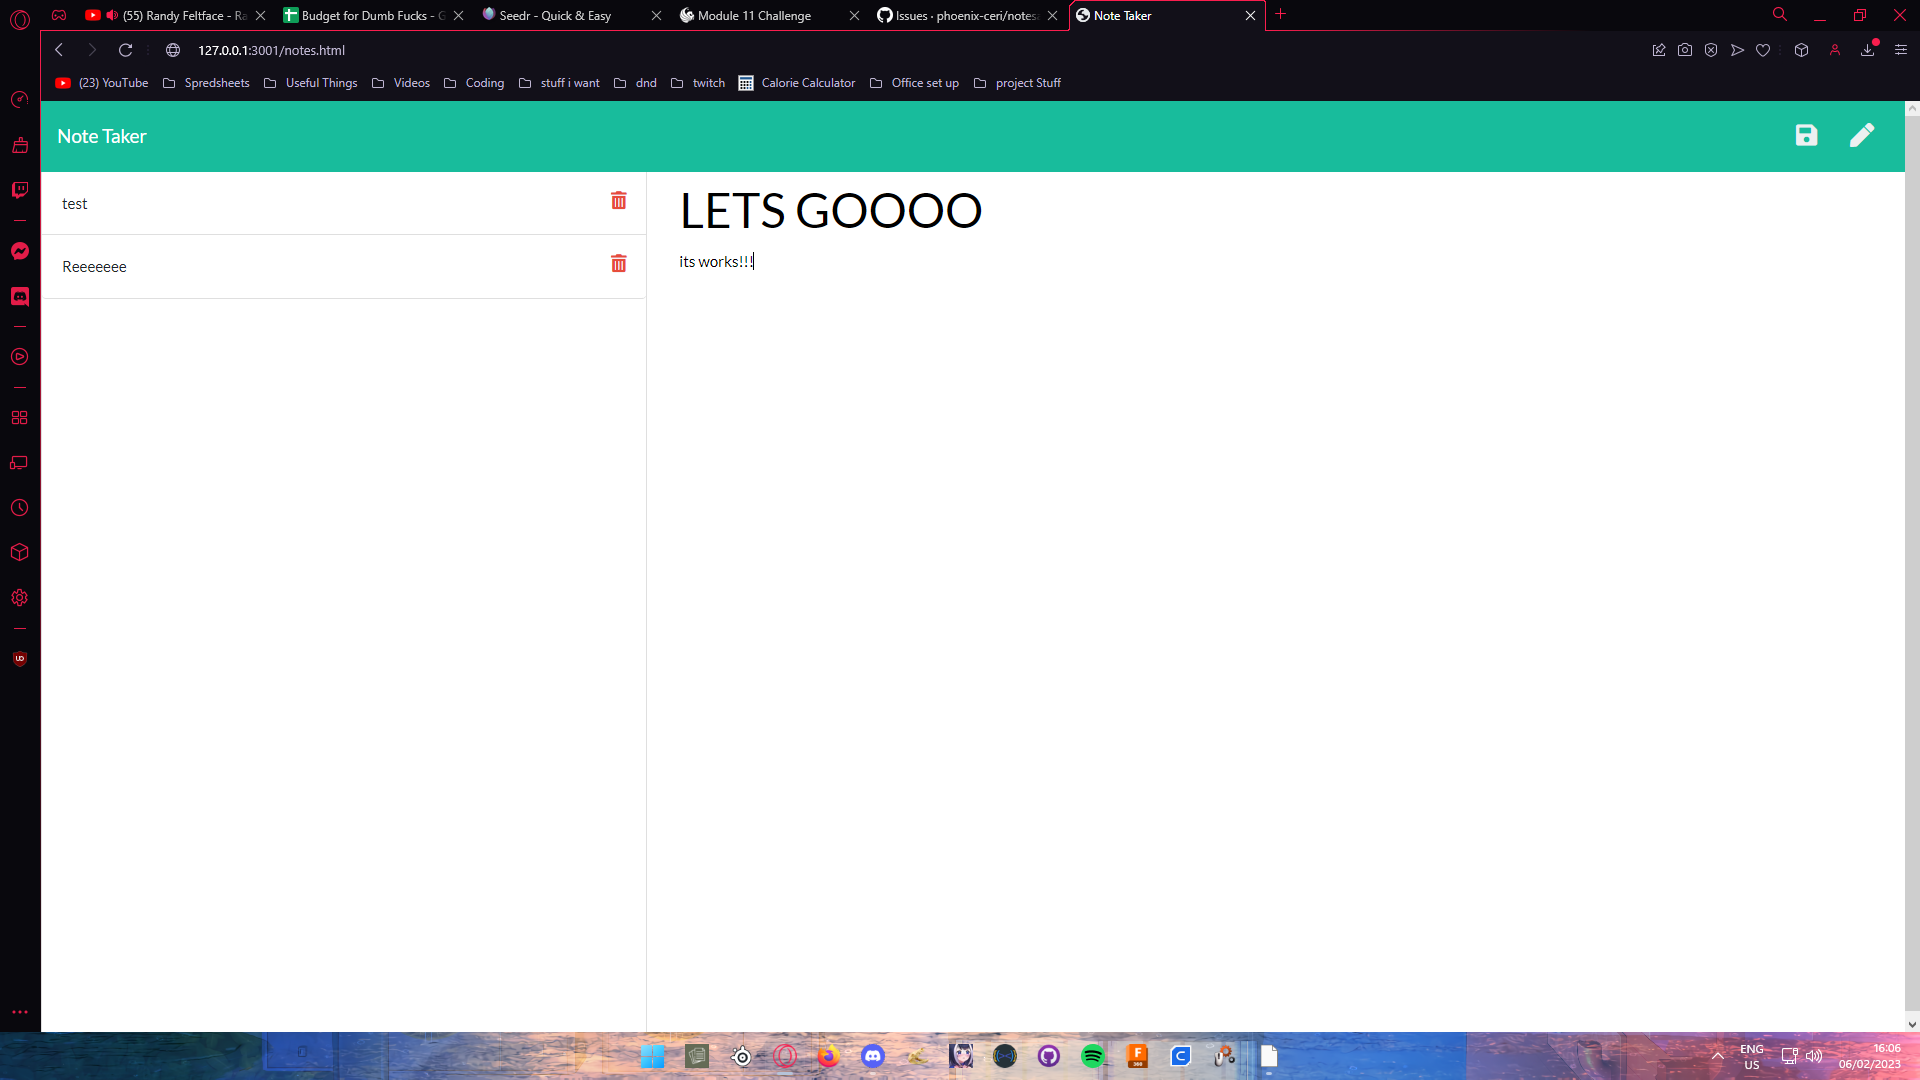 (55) Randy Feltface - Ra
Budget for Dumb Fucks - G
Seedr - Quick & Easy
Module 11 Challenge
Issues · phoenix-ceri/notes
Note Taker
127.0.0.1:3001/notes.html
(23) YouTube
Spredsheets
Useful Things
Videos
Coding
stuff i want
dnd
twitch
Calorie Calculator
Office set up
project Stuff
Note Taker
test
Reeeeeee
LETS GOOOO
its works!!!
F
360
C
ENG
US
16:06
06/02/2023